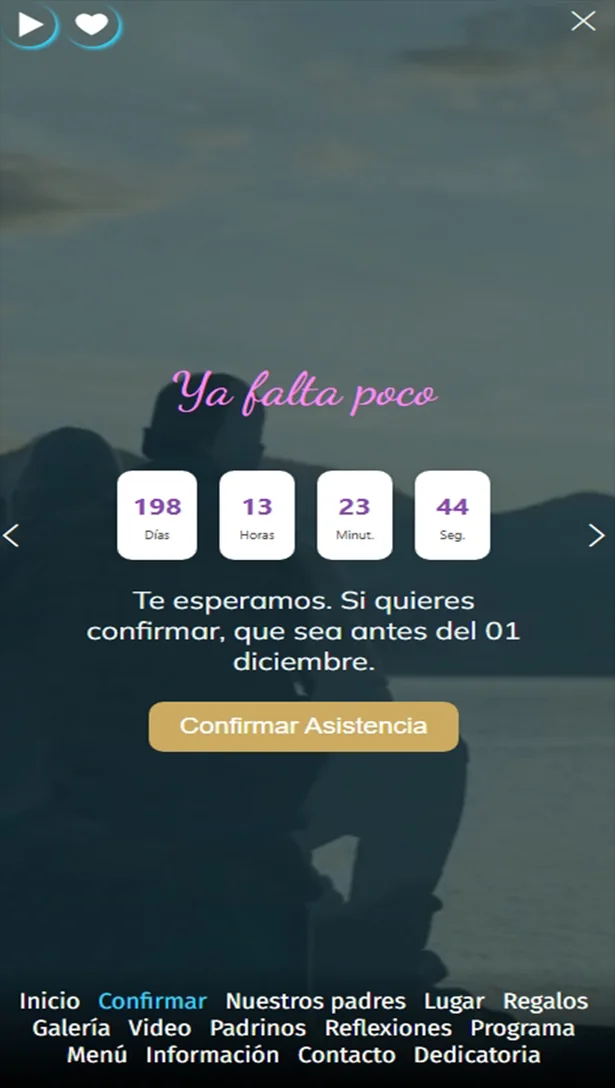 Ya falta poco
198 13 23 44
Días Horas Minut. Seg.
Te esperamos. Si quieres
confirmar, que sea antes del 01
diciembre.
Confirmar Asistencia
Inicio Confirmar Nuestros padres Lugar Regalos
Galería Video Padrinos Reflexiones Programa
Menú Información Contacto Dedicatoria